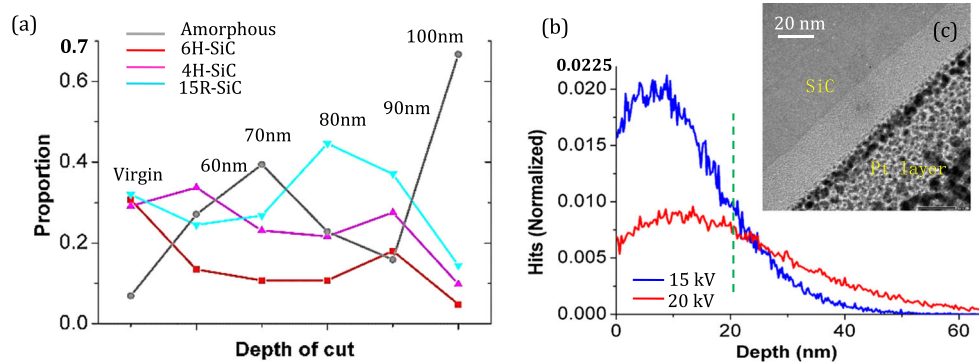 (a)
Amorphous
6H-SiC
4H-SiC
15R-SiC
0.7
0.6
0.4
0.2
0.0
Proportion
Virgin
60nm
70nm
80nm
90nm
100nm
Depth of cut
(b)
0.0225
0.020
0.015
0.010
0.005
0.000
Hits (Normalized)
15 kV
20 kV
0
20
40
60
Depth (nm)
(c)
20 nm
SiC
Pt layer